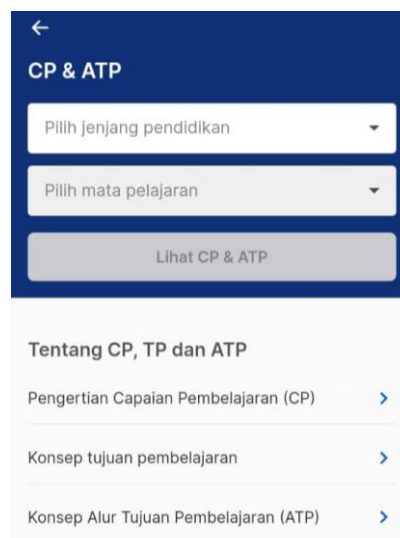 CP & ATP
Pilih jenjang pendidikan
Pilih mata pelajaran
Lihat CP & ATP
Tentang CP, TP dan ATP
Pengertian Capaian Pembelajaran (CP)
Konsep tujuan pembelajaran
Konsep Alur Tujuan Pembelajaran (ATP)